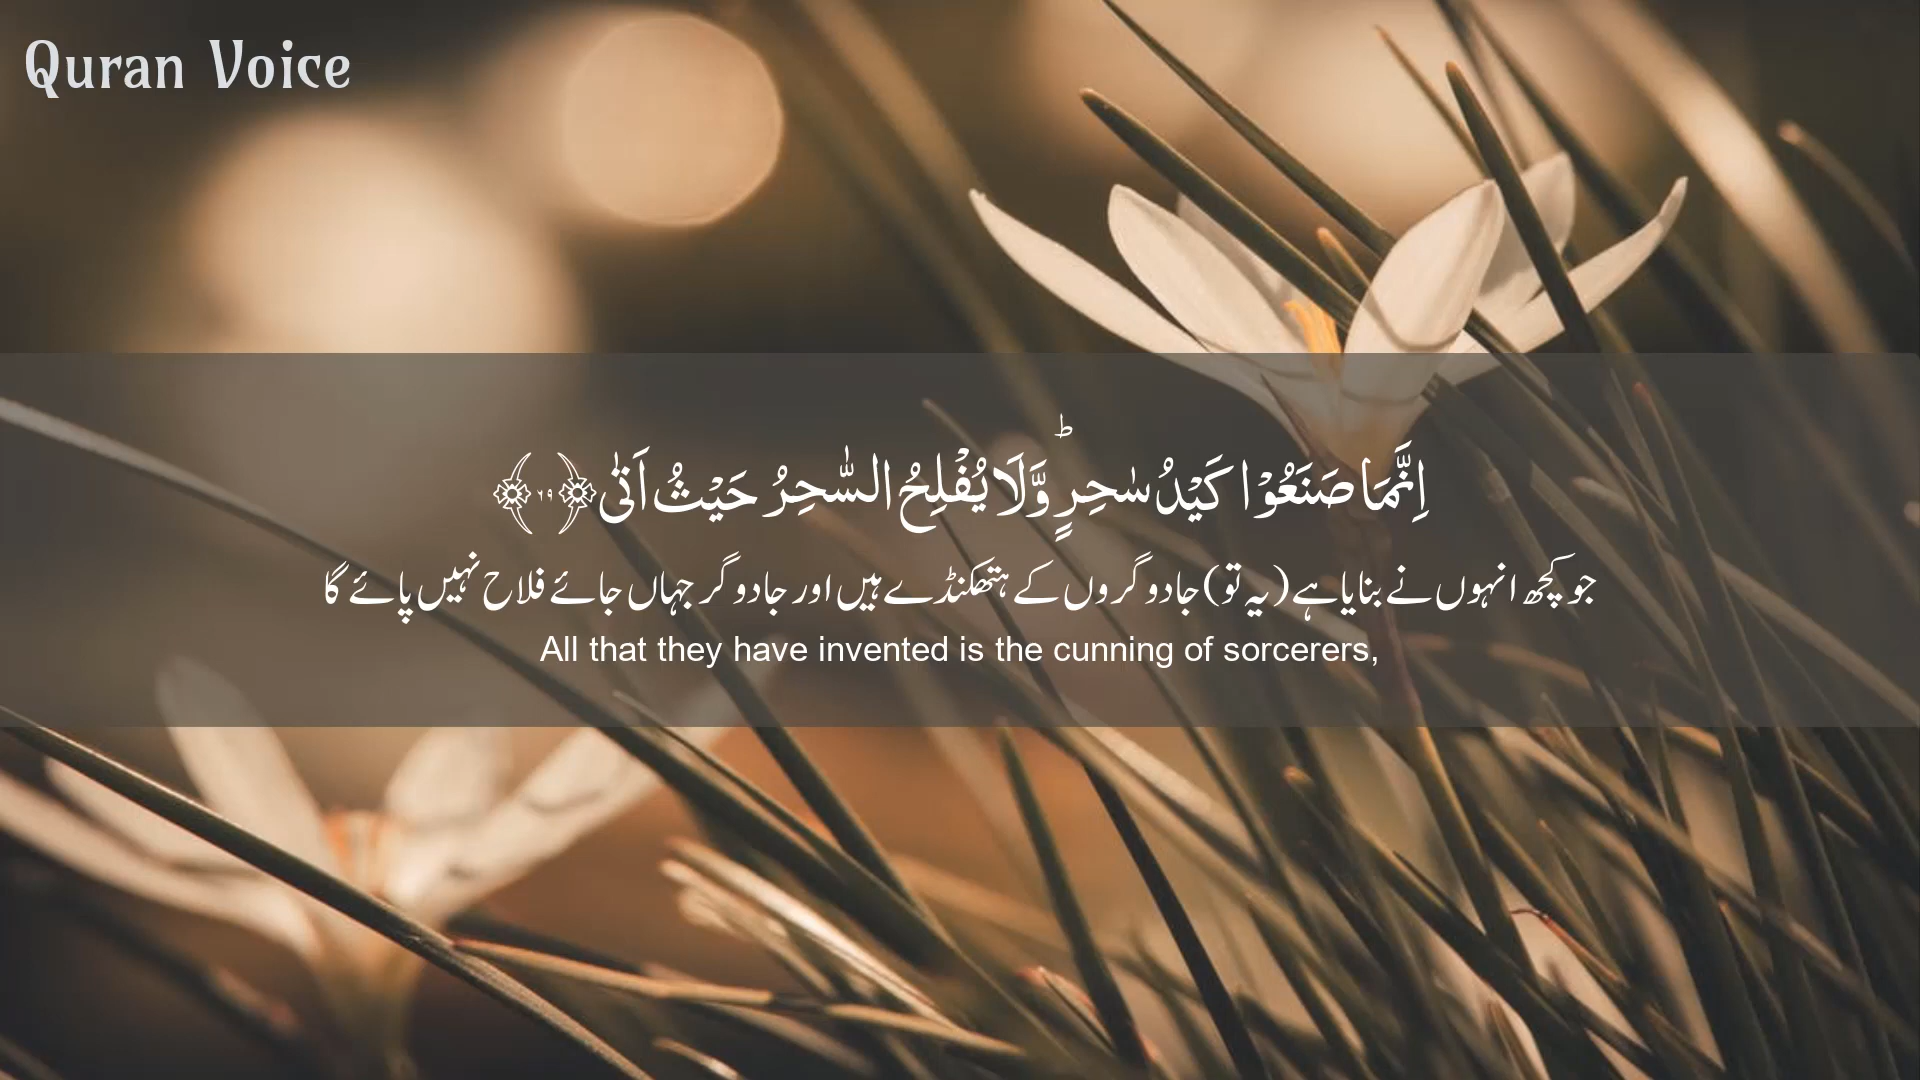 Quran Voice
اِنَّمَا صَنَعُوْا كَيْدُ سٰحِرٍؕ وَّلَا يُفْلِحُ السّٰحِرُ حَيْثُ اَتٰى ﴿۶۹﴾
جو کچھ انہوں نے بنایا ہے (یہ تو) جادوگروں کے ہتھکنڈے ہیں اور جادوگر جہاں جائے فلاح نہیں پائے گا
All that they have invented is the cunning of sorcerers,